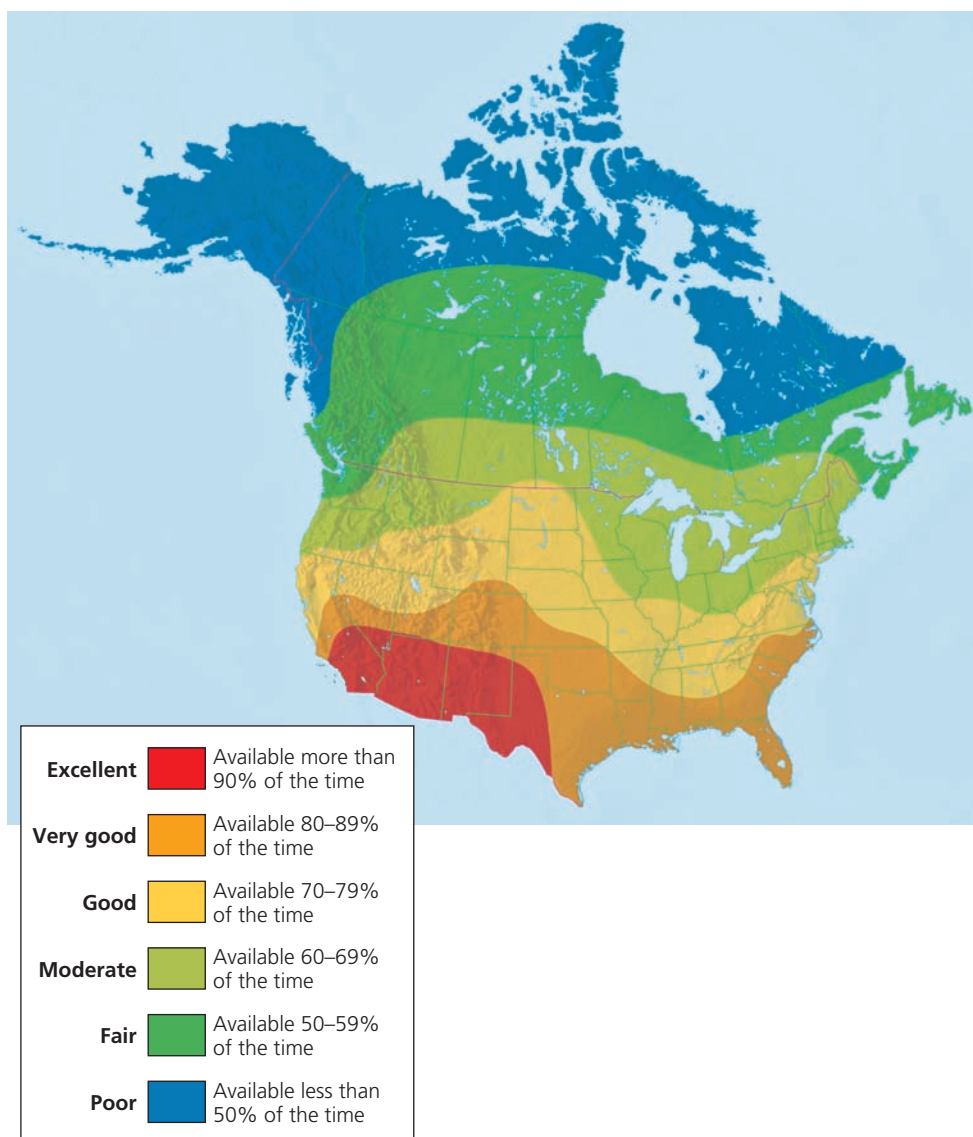 Excellent
Available more than
90% of the time
Very good
Available 80–89%
of the time
Good
Available 70–79%
of the time
Moderate
Available 60–69%
of the time
Fair
Available 50–59%
of the time
Poor
Available less than
50% of the time